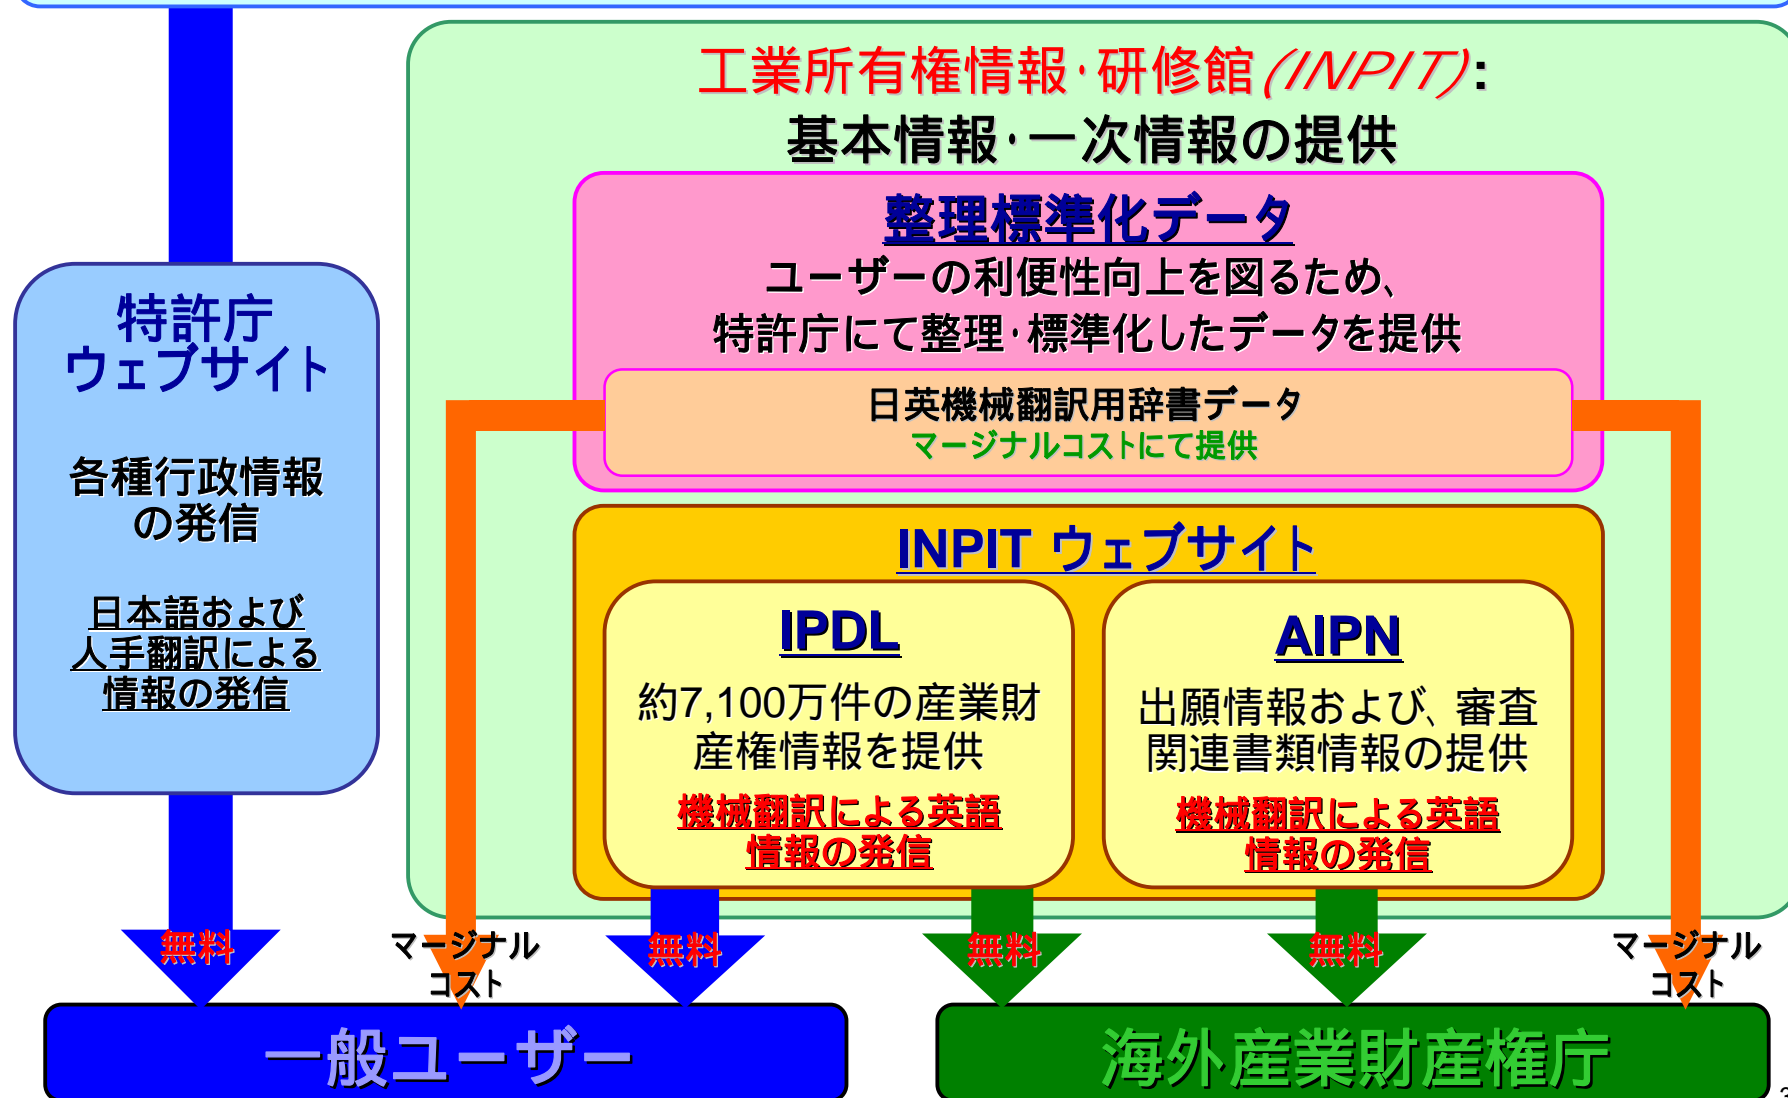 工業所有権情報・研修館(INPIT):
基本情報・一次情報の提供
整理標準化データ
ユーザーの利便性向上を図るため、
特許庁にて整理・標準化したデータを提供
日英機械翻訳用辞書データ
マージナルコストにて提供
特許庁
ウェブサイト
各種行政情報
の発信
日本語および
人手翻訳による
情報の発信
INPIT ウェブサイト
IPDL
約7,100万件の産業財
産権情報を提供
機械翻訳による英語
情報の発信
AIPN
出願情報および、審査
関連書類情報の提供
機械翻訳による英語
情報の発信
無料
マージナル
コスト
無料
無料
無料
マージナル
コスト
一般ユーザー
海外産業財産権庁